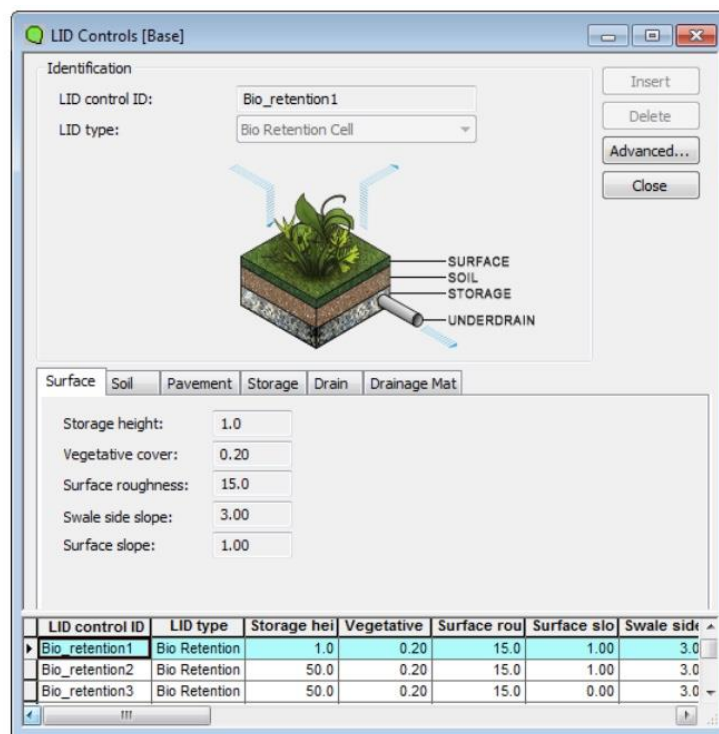 LID Controls [Base]
Identification
Insert
LID control ID: Bio_retention1
Delete
LID type: Bio Retention Cell
Advanced...
Close
SURFACE
SOIL
STORAGE
UNDERDRAIN
Surface Soil Pavement Storage Drain Drainage Mat
Storage height: 1.0
Vegetative cover: 0.20
Surface roughness: 15.0
Swale side slope: 3.00
Surface slope: 1.00
LID control ID LID type Storage hei Vegetative Surface rou Surface slo Swale side
Bio_retention1 Bio Retention 1.0 0.20 15.0 1.00 3.0
Bio_retention2 Bio Retention 50.0 0.20 15.0 1.00 3.0
Bio_retention3 Bio Retention 50.0 0.20 15.0 0.00 3.0